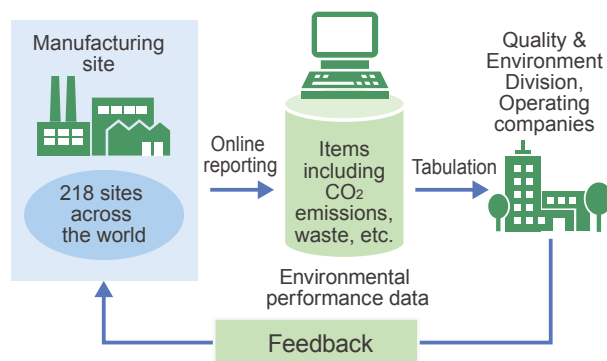 Manufacturing
site
218 sites
across
the world
Online
reporting
Items
including
CO₂
emissions,
waste, etc.
Environmental
performance data
Tabulation
Quality &
Environment
Division,
Operating
companies
Feedback